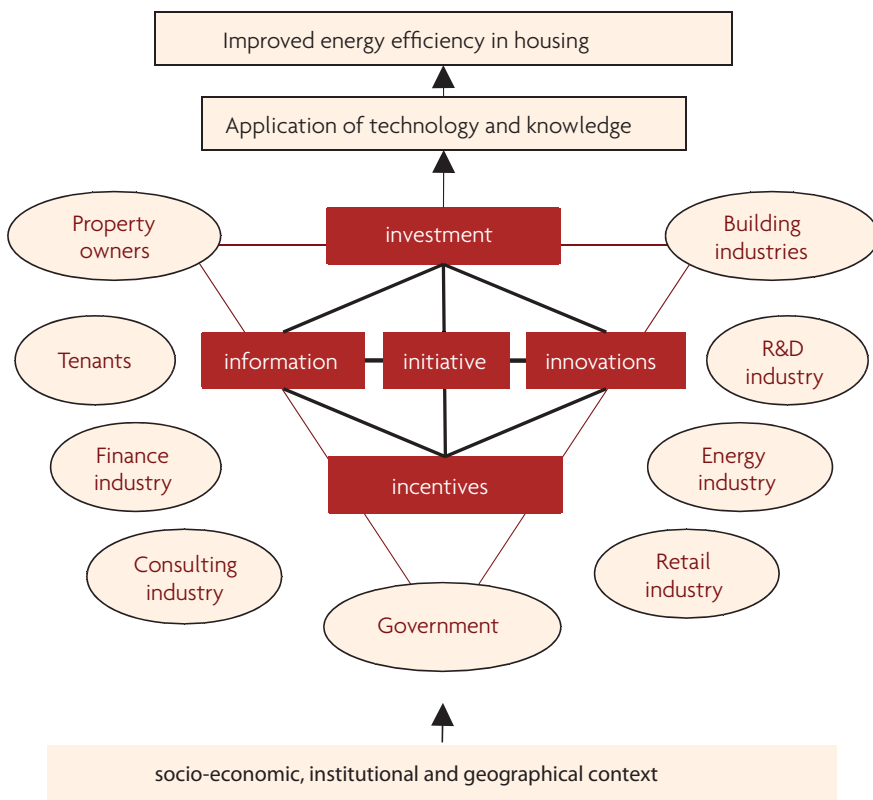 Improved energy efficiency in housing
Application of technology and knowledge
Property
owners
investment
Building
industries
Tenants
information
initiative
innovations
R&D
industry
Finance
industry
incentives
Energy
industry
Consulting
industry
Retail
industry
Government
socio-economic, institutional and geographical context